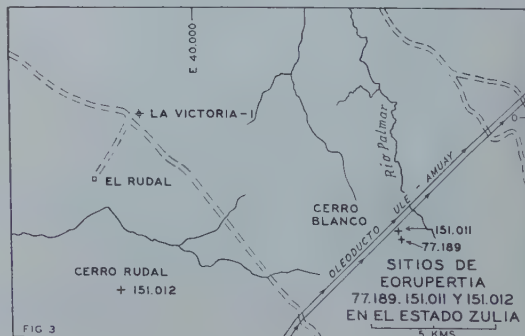 E 40.000
LA VICTORIA-1
EL RUDAL
Río Palmar
CERRO
BLANCO
OLEODUCTO ULE - AMUAY
151.011
77.189
CERRO RUDAL
151.012
SITIOS DE
EORUPERTIA
77.189.151.011 Y 151.012
EN EL ESTADO ZULIA
5 KMS.
FIG 3